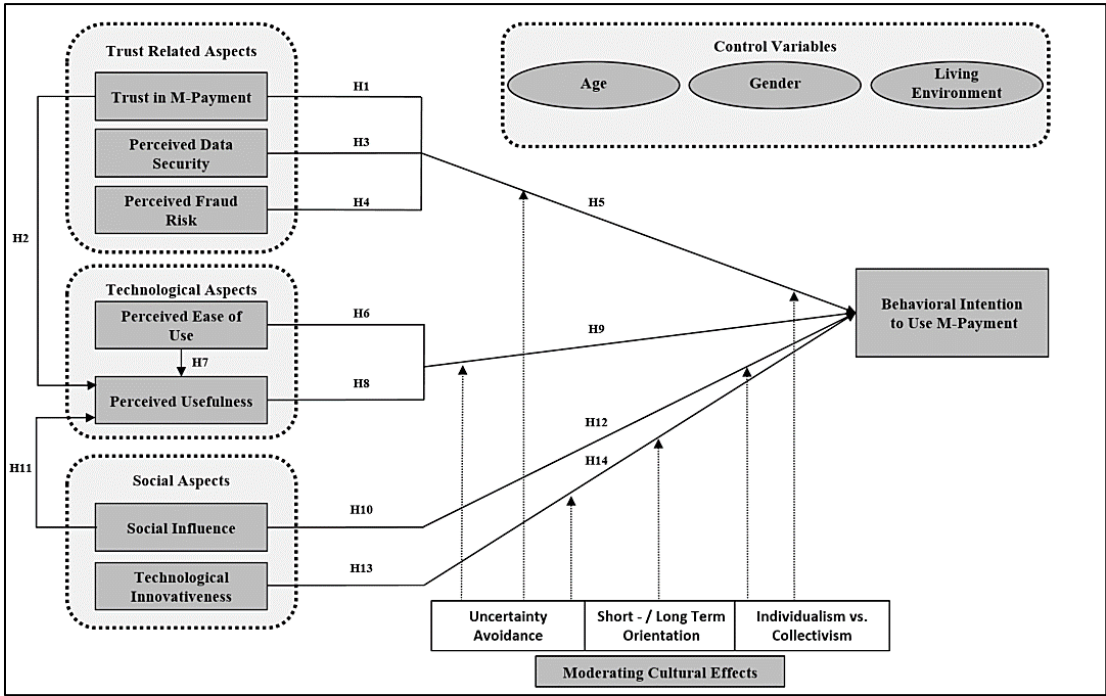 Trust Related Aspects
Trust in M-Payment
Perceived Data
Security
Perceived Fraud
Risk
H1
H3
H4
H2
H5
Control Variables
Age
Gender
Living
Environment
Technological Aspects
Perceived Ease of
Use
H7
Perceived Usefulness
H6
H8
H9
Behavioral Intention
to Use M-Payment
H11
Social Aspects
Social Influence
Technological
Innovativeness
H10
H13
H12
H14
Uncertainty
Avoidance
Short - / Long Term
Orientation
Individualism vs.
Collectivism
Moderating Cultural Effects